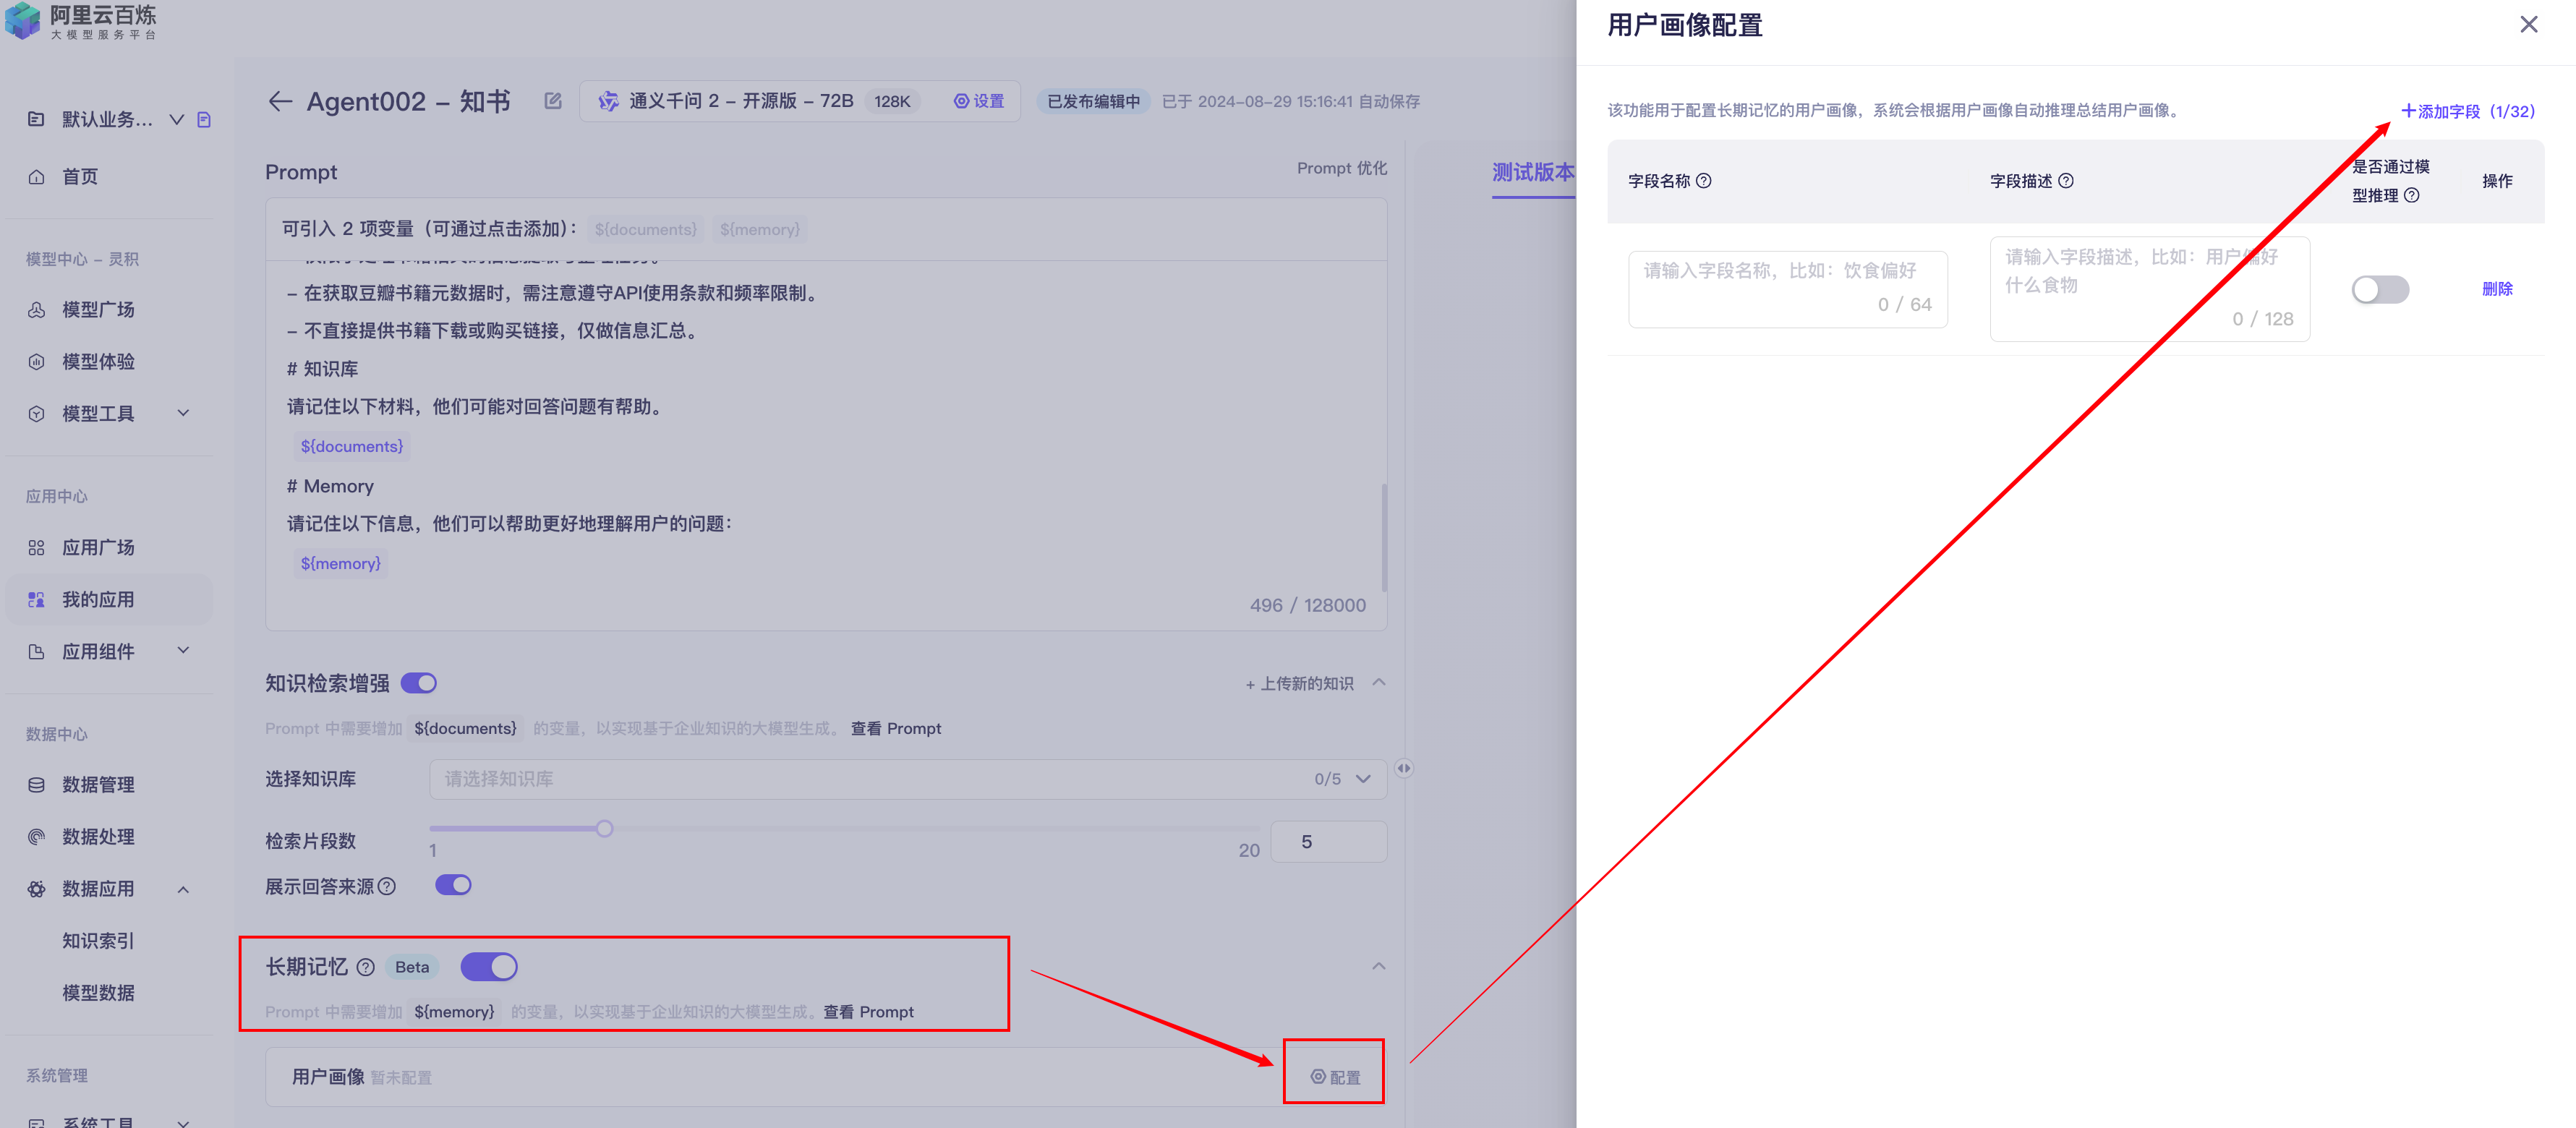 阿里云百炼
大模型服务平台
默认业务...
首页
模型中心 - 灵积
模型广场
模型体验
模型工具
应用中心
应用广场
我的应用
应用组件
数据中心
数据管理
数据处理
数据应用
知识索引
模型数据
系统管理
系统工具
Agent002 - 知书
通义千问 2 - 开源版 - 72B 128K 设置
已发布编辑中 已于 2024-08-29 15:16:41 自动保存
Prompt
Prompt 优化
可引入 2 项变量（可通过点击添加）： ${documents} ${memory}
- 在获取豆瓣书籍元数据时，需注意遵守API使用条款和频率限制。
- 不直接提供书籍下载或购买链接，仅做信息汇总。
# 知识库
请记住以下材料，他们可能对回答问题有帮助。
${documents}
# Memory
请记住以下信息，他们可以帮助更好地理解用户的问题：
${memory}
496 / 128000
知识检索增强
+ 上传新的知识
Prompt 中需要增加 ${documents} 的变量，以实现基于企业知识的大模型生成。 查看 Prompt
选择知识库 请选择知识库 0/5
检索片段数 1 20 5
展示回答来源
长期记忆 Beta
Prompt 中需要增加 ${memory} 的变量，以实现基于企业知识的大模型生成。查看 Prompt
用户画像 暂未配置
配置
测试版本
用户画像配置
该功能用于配置长期记忆的用户画像，系统会根据用户画像自动推理总结用户画像。
+添加字段（1/32）
字段名称
字段描述
是否通过模
型推理
操作
请输入字段名称，比如：饮食偏好
0 / 64
请输入字段描述，比如：用户偏好
什么食物
0 / 128
删除